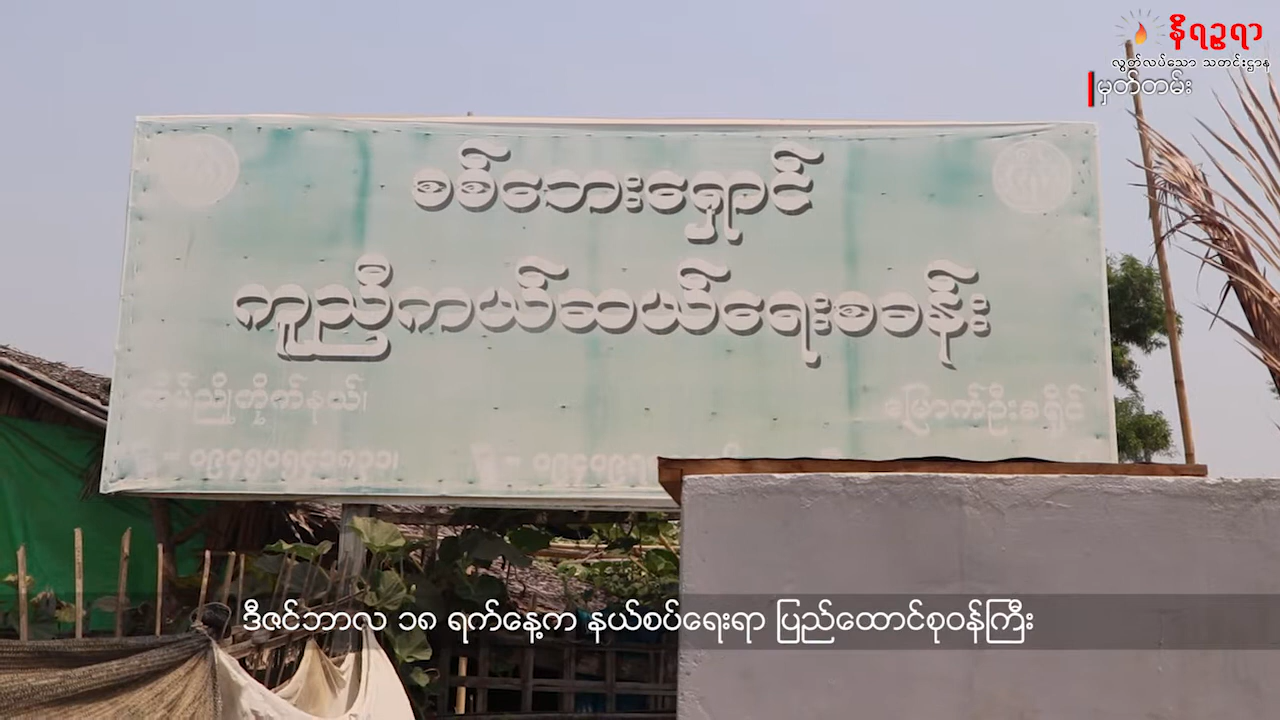 နိရဉ္စရာ
လွတ်လပ်သော သတင်းဌာန
မှတ်တမ်း
စစ်ဘေးရှောင်
ကူညီကယ်ဆယ်ရေးစခန်း
မြောက်ဦးခရိုင်
ဒီဇင်ဘာလ ၁၈ ရက်နေ့က နယ်စပ်ရေးရာ ပြည်ထောင်စုဝန်ကြီး